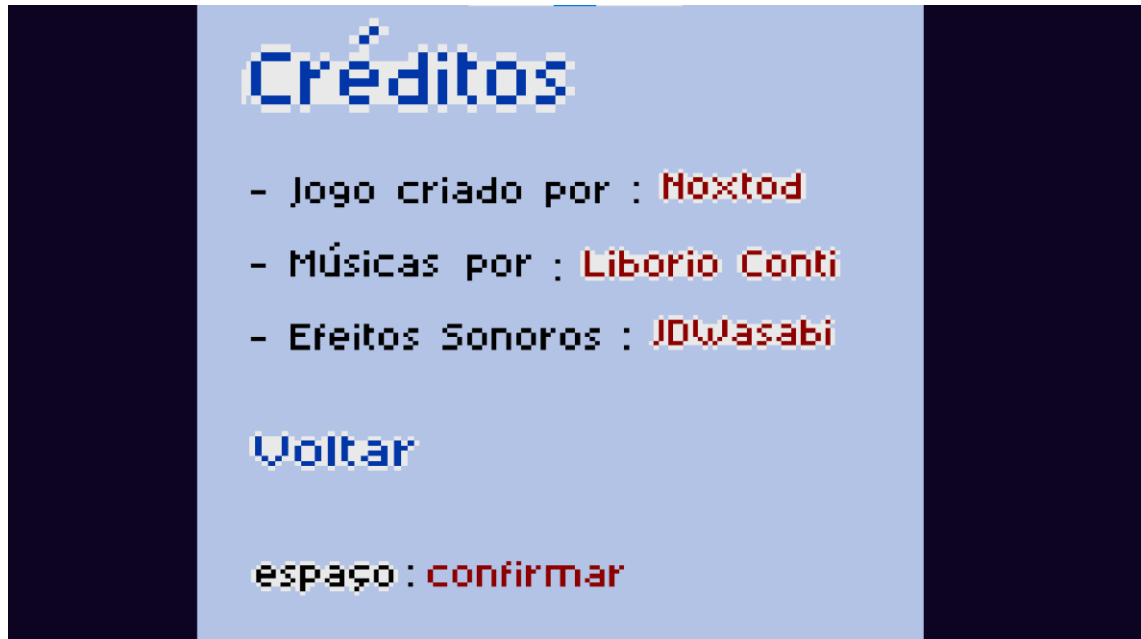 Créditos
- Jogo criado por : Noxtod
- Músicas por : Liborio Conti
- Efeitos Sonoros : JDWasabi
Voltar
espaço : confirmar